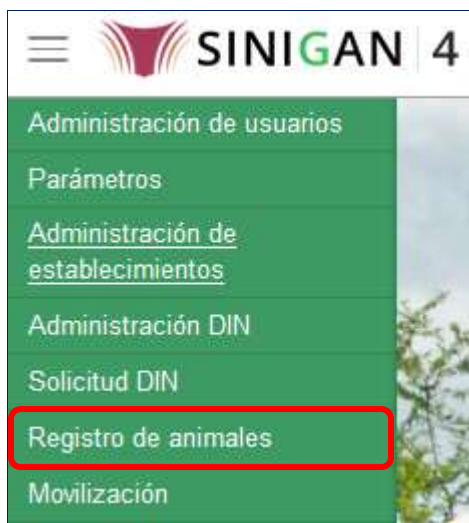 SINIGAN 4
Administración de usuarios
Parámetros
Administración de
establecimientos
Administración DIN
Solicitud DIN
Registro de animales
Movilización